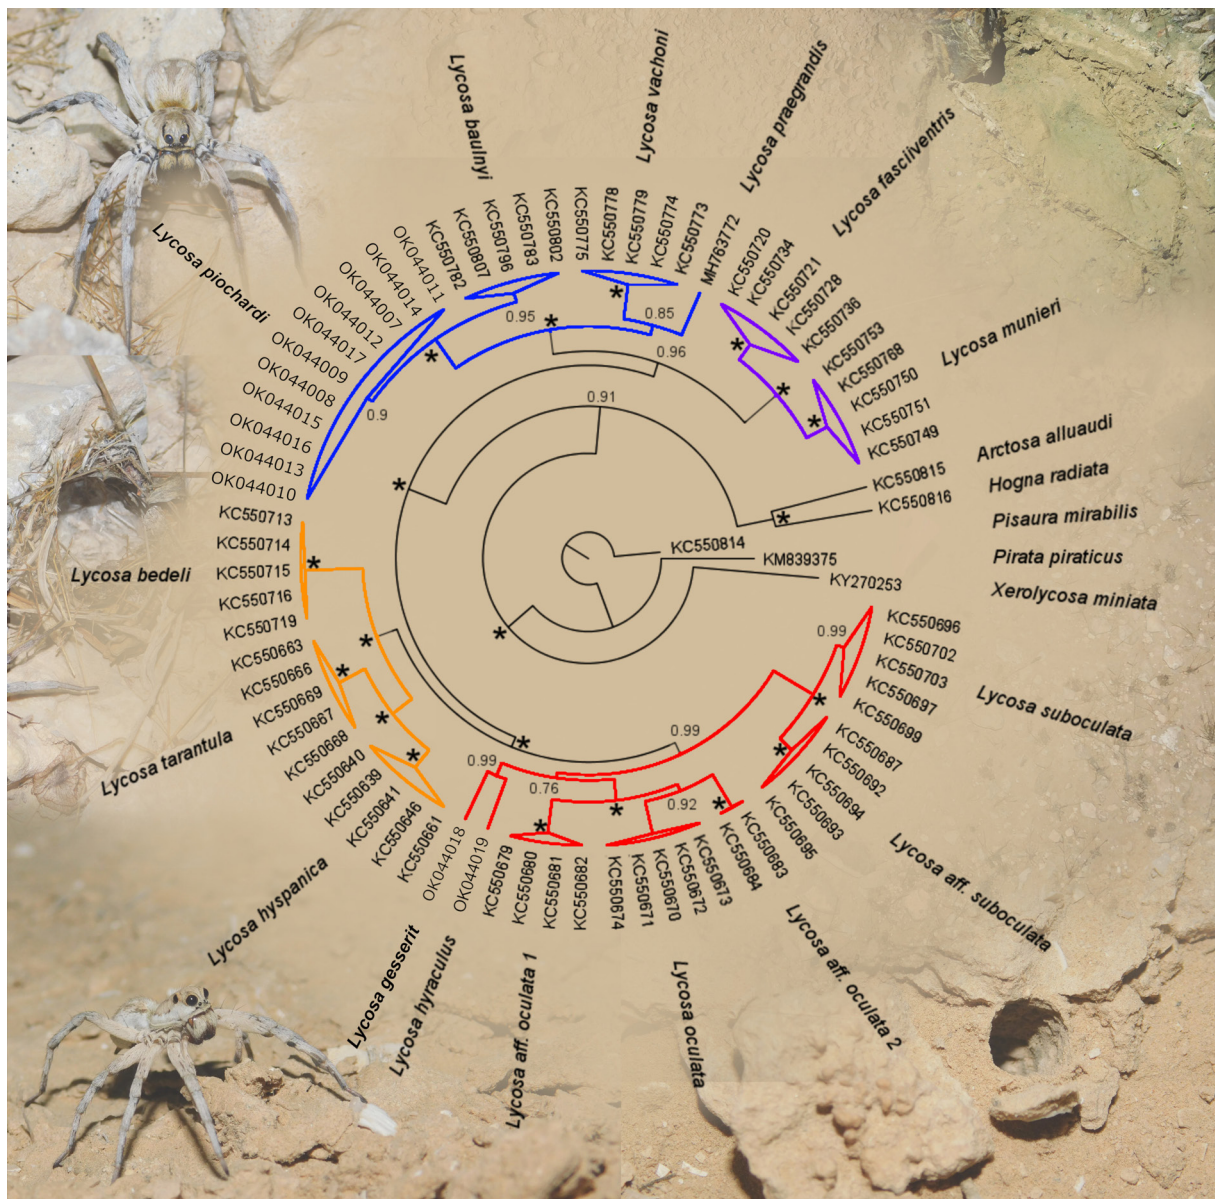 Lycosa baulnyi
Lycosa vachoni
Lycosa praegrandis
Lycosa fasciiventris
Lycosa munieri
Arctosa alluaudi
Hogna radiata
Pisaura mirabilis
Pirata piraticus
Xerolycosa miniata
Lycosa suboculata
Lycosa aff. suboculata
Lycosa aff. oculata 2
Lycosa oculata
Lycosa aff. oculata 1
Lycosa hyraculus
Lycosa gesserit
Lycosa hyspanica
Lycosa tarantula
Lycosa bedeli
Lycosa piochardi
OK044010
OK044013
OK044016
OK044015
OK044008
OK044009
OK044017
OK044012
OK044007
OK044014
OK044011
KC550782
KC550807
KC550796
KC550783
KC550802
KC550775
KC550778
KC550779
KC550774
KC550773
MH763772
KC550720
KC550734
KC550721
KC550728
KC550736
KC550753
KC550768
KC550750
KC550751
KC550749
KC550815
KC550816
KC550814
KM839375
KY270253
KC550696
KC550702
KC550703
KC550697
KC550699
KC550687
KC550692
KC550694
KC550693
KC550695
KC550683
KC550684
KC550673
KC550672
KC550670
KC550671
KC550674
KC550682
KC550681
KC550680
KC550679
OK044019
OK044018
KC550661
KC550646
KC550641
KC550639
KC550640
KC550668
KC550667
KC550669
KC550666
KC550663
KC550719
KC550716
KC550715
KC550714
KC550713
0.95
*
*
0.85
0.96
*
*
*
*
0.9
0.91
*
*
*
*
*
*
*
*
*
0.99
0.99
0.76
*
*
0.92
*
0.99
*
*